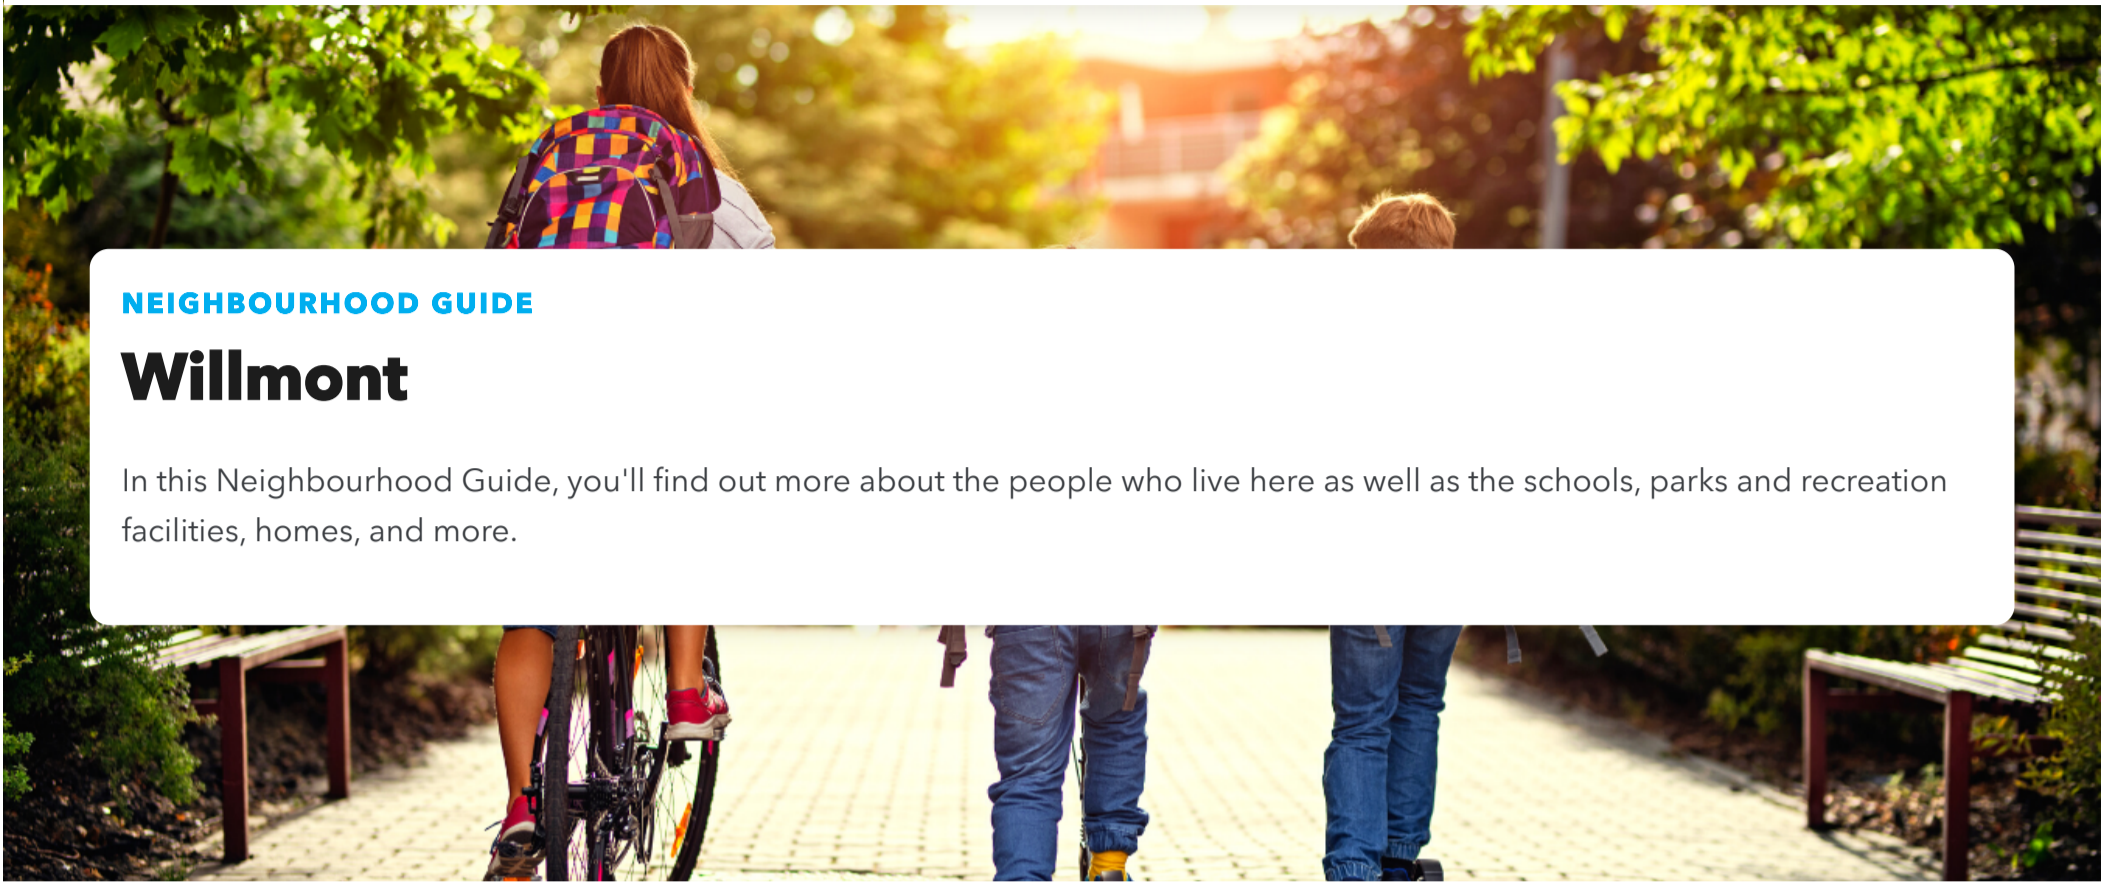 NEIGHBOURHOOD GUIDE
Willmont
In this Neighbourhood Guide, you'll find out more about the people who live here as well as the schools, parks and recreation
facilities, homes, and more.